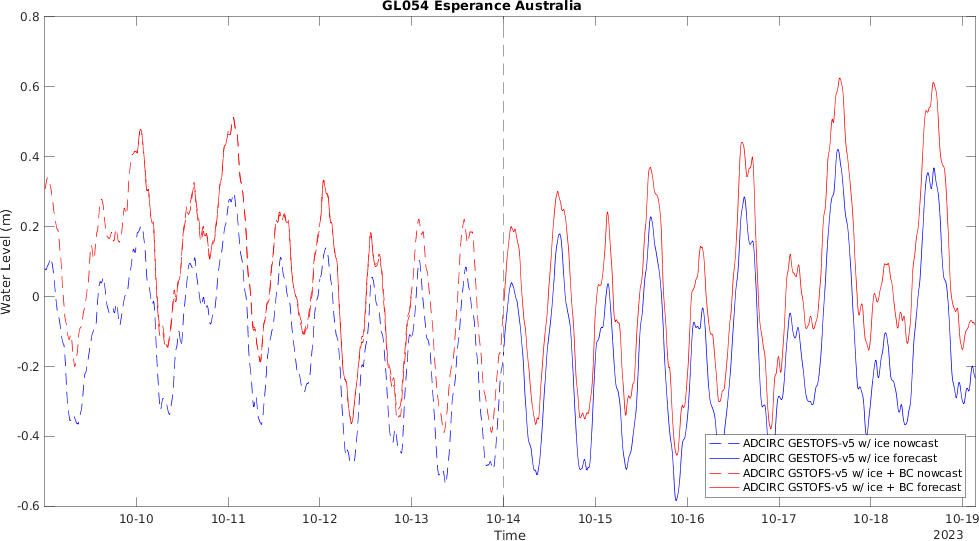 GL054 Esperance Australia
0.8
0.6
0.4
0.2
0
-0.2
-0.4
-0.6
Water Level (m)
ADCIRC GESTOFS-v5 w/ ice nowcast
ADCIRC GESTOFS-v5 w/ ice forecast
ADCIRC GSTOFS-v5 w/ ice + BC nowcast
ADCIRC GSTOFS-v5 w/ ice + BC forecast
10-10 10-11 10-12 10-13 10-14 10-15 10-16 10-17 10-18 10-19
Time
2023